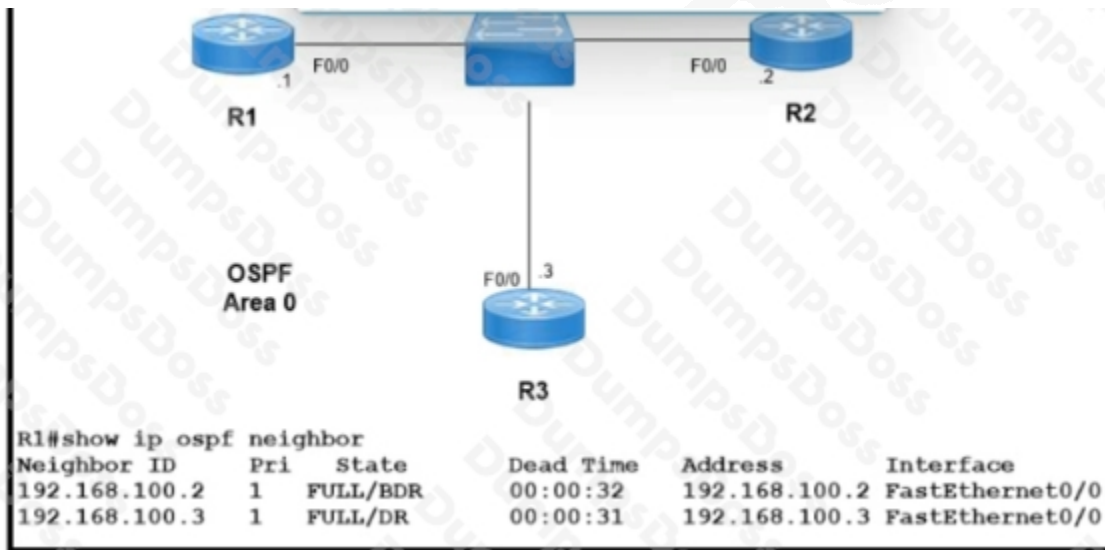 F0/0
F0/0
.1
.2
R1
R2
OSPF
Area 0
F0/0
.3
R3
R1#show ip ospf neighbor
Neighbor ID Pri State Dead Time Address Interface
192.168.100.2 1 FULL/BDR 00:00:32 192.168.100.2 FastEthernet0/0
192.168.100.3 1 FULL/DR 00:00:31 192.168.100.3 FastEthernet0/0
DumpsDoss